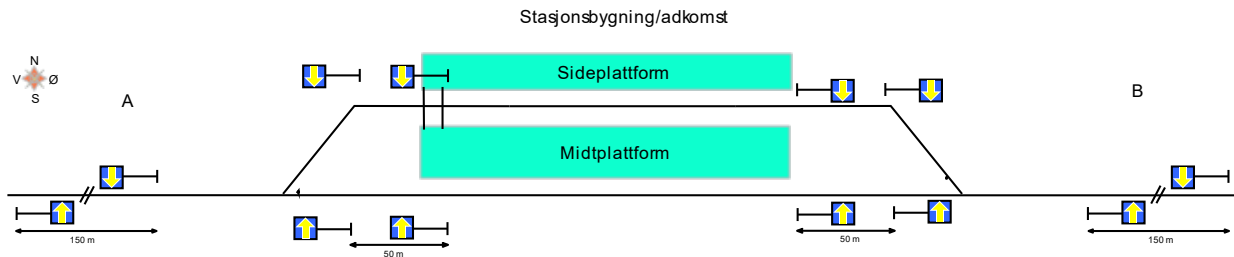 Stasjonsbygning/adkomst
N
V Ø
S
A
Sideplattform
B
Midtplattform
150 m
50 m
50 m
150 m